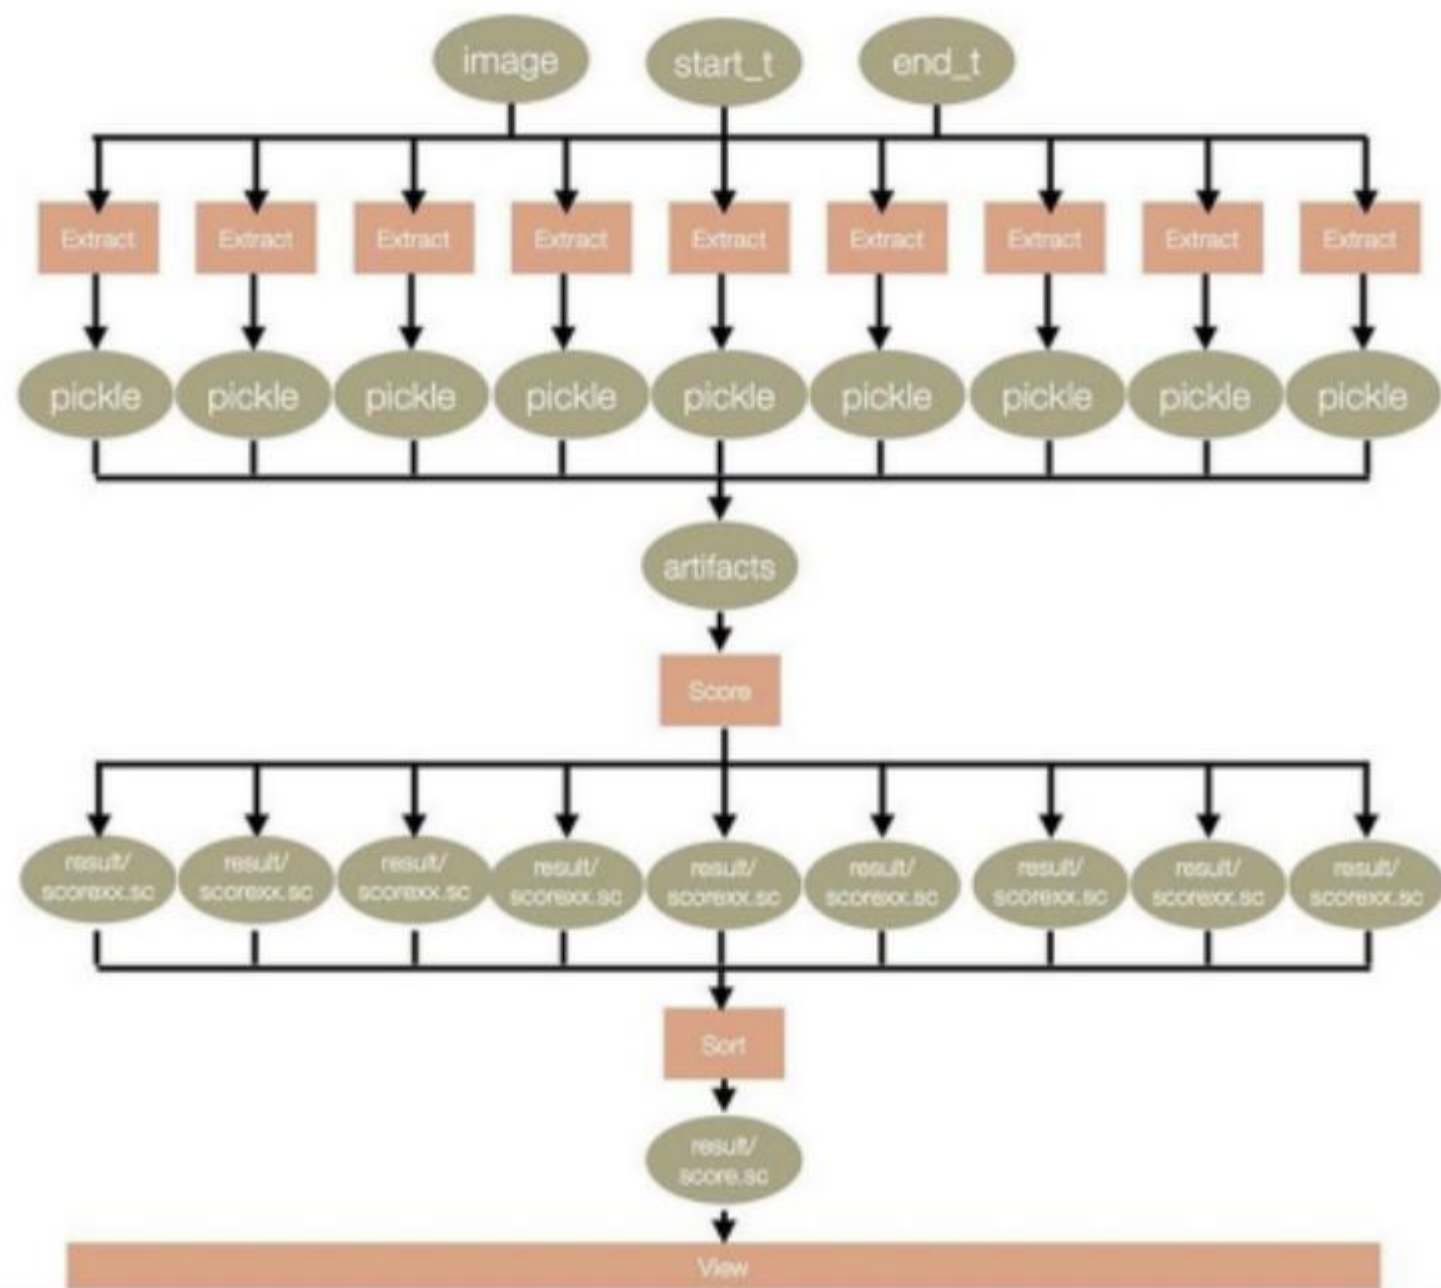 image
start_t
end_t
Extract
Extract
Extract
Extract
Extract
Extract
Extract
Extract
Extract
pickle
pickle
pickle
pickle
pickle
pickle
pickle
pickle
pickle
artifacts
Score
result/
scorexx.sc
result/
scorexx.sc
result/
scorexx.sc
result/
scorexx.sc
result/
scorexx.sc
result/
scorexx.sc
result/
scorexx.sc
result/
scorexx.sc
result/
scorexx.sc
Sort
result/
score.sc
View